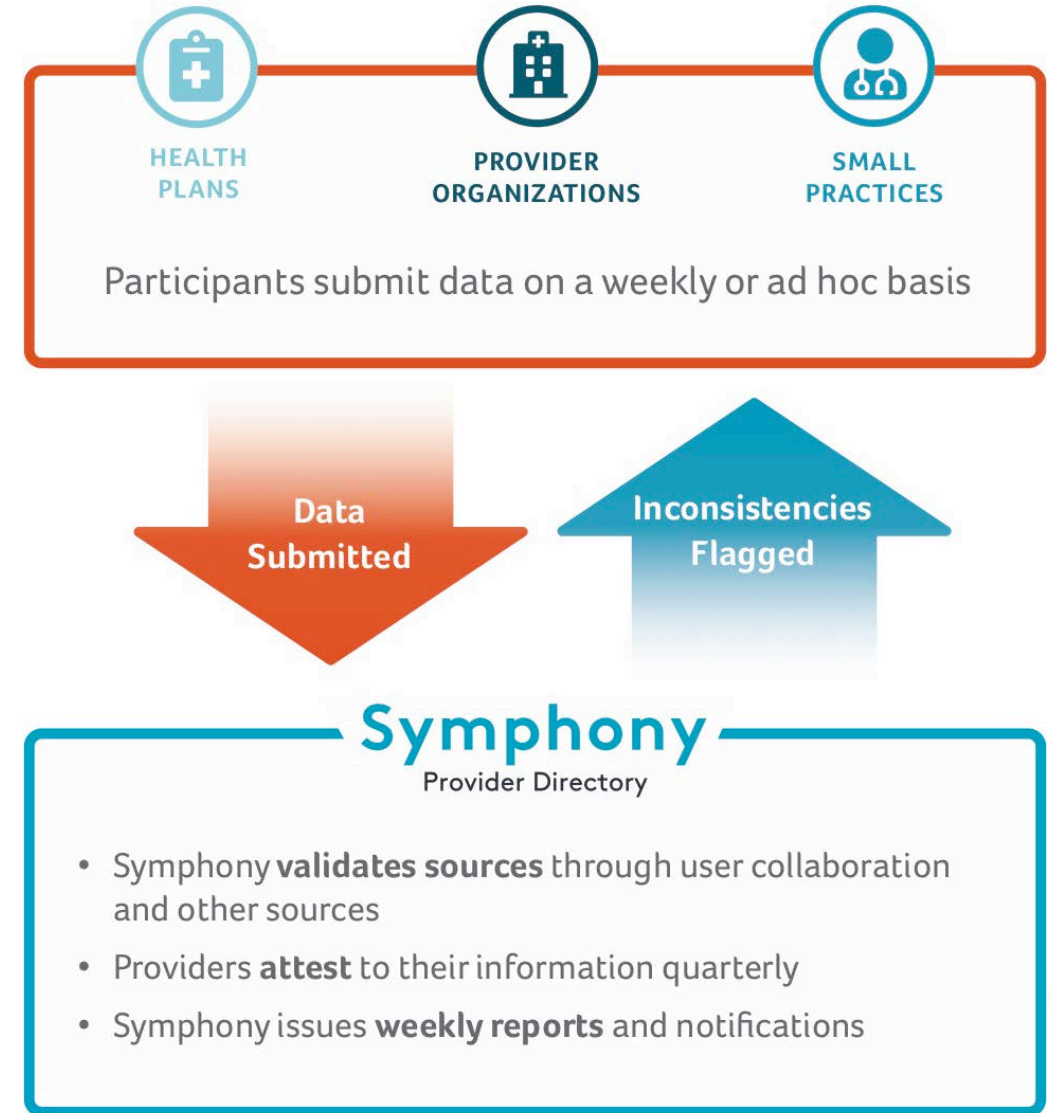 HEALTH
PLANS
PROVIDER
ORGANIZATIONS
SMALL
PRACTICES
Participants submit data on a weekly or ad hoc basis
Data
Submitted
Inconsistencies
Flagged
Symphony
Provider Directory
• Symphony validates sources through user collaboration
and other sources
• Providers attest to their information quarterly
• Symphony issues weekly reports and notifications